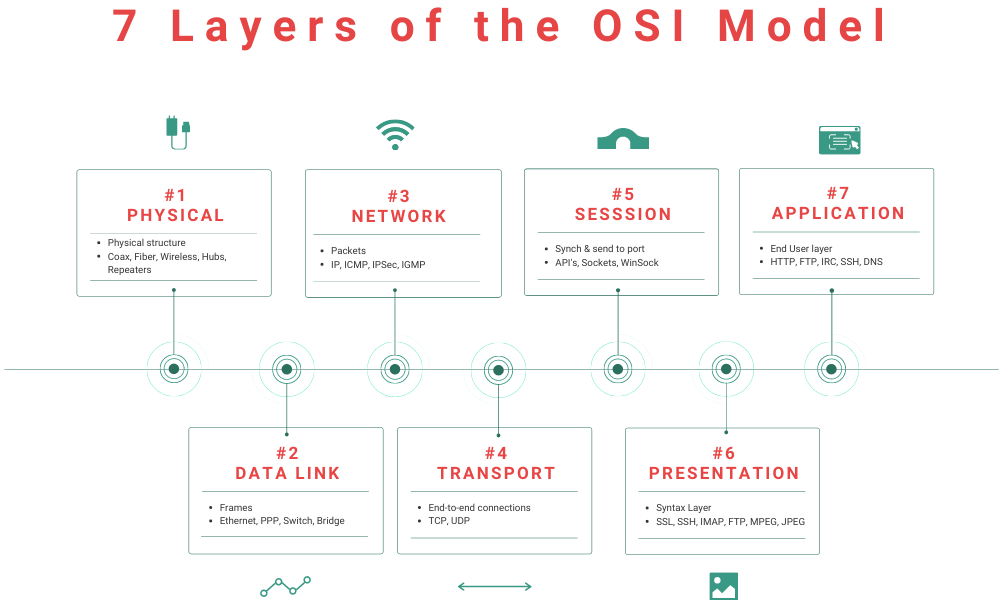 7 Layers of the OSI Model
#1
PHYSICAL
• Physical structure
• Coax, Fiber, Wireless, Hubs,
Repeaters
#3
NETWORK
• Packets
• IP, ICMP, IPSec, IGMP
#5
SESSSION
• Synch & send to port
• API's, Sockets, WinSock
#7
APPLICATION
• End User layer
• HTTP, FTP, IRC, SSH, DNS
#2
DATA LINK
• Frames
• Ethernet, PPP, Switch, Bridge
#4
TRANSPORT
• End-to-end connections
• TCP, UDP
#6
PRESENTATION
• Syntax Layer
• SSL, SSH, IMAP, FTP, MPEG, JPEG